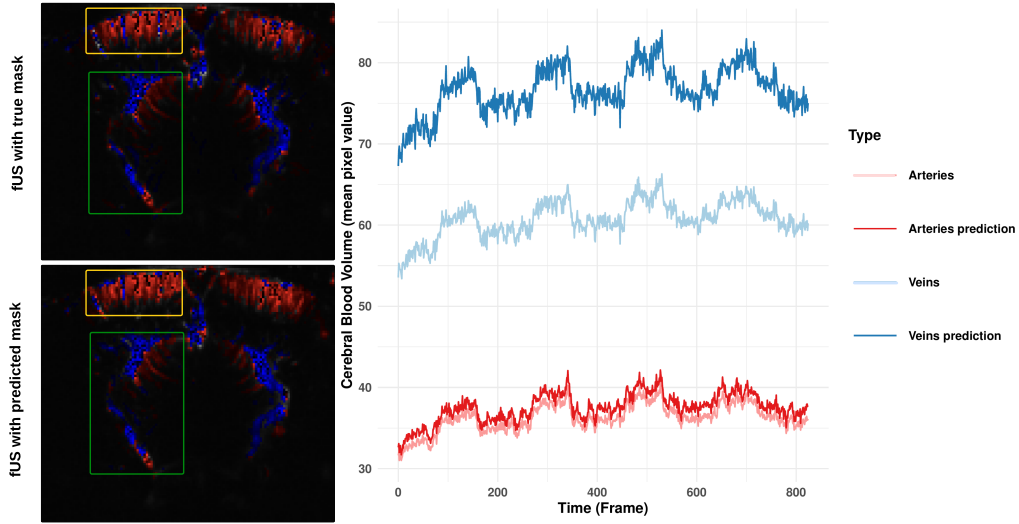 fUS with true mask
fUS with predicted mask
Cerebral Blood Volume (mean pixel value)
80
70
60
50
40
30
0
200
400
600
800
Time (Frame)
Type
Arteries
Arteries prediction
Veins
Veins prediction